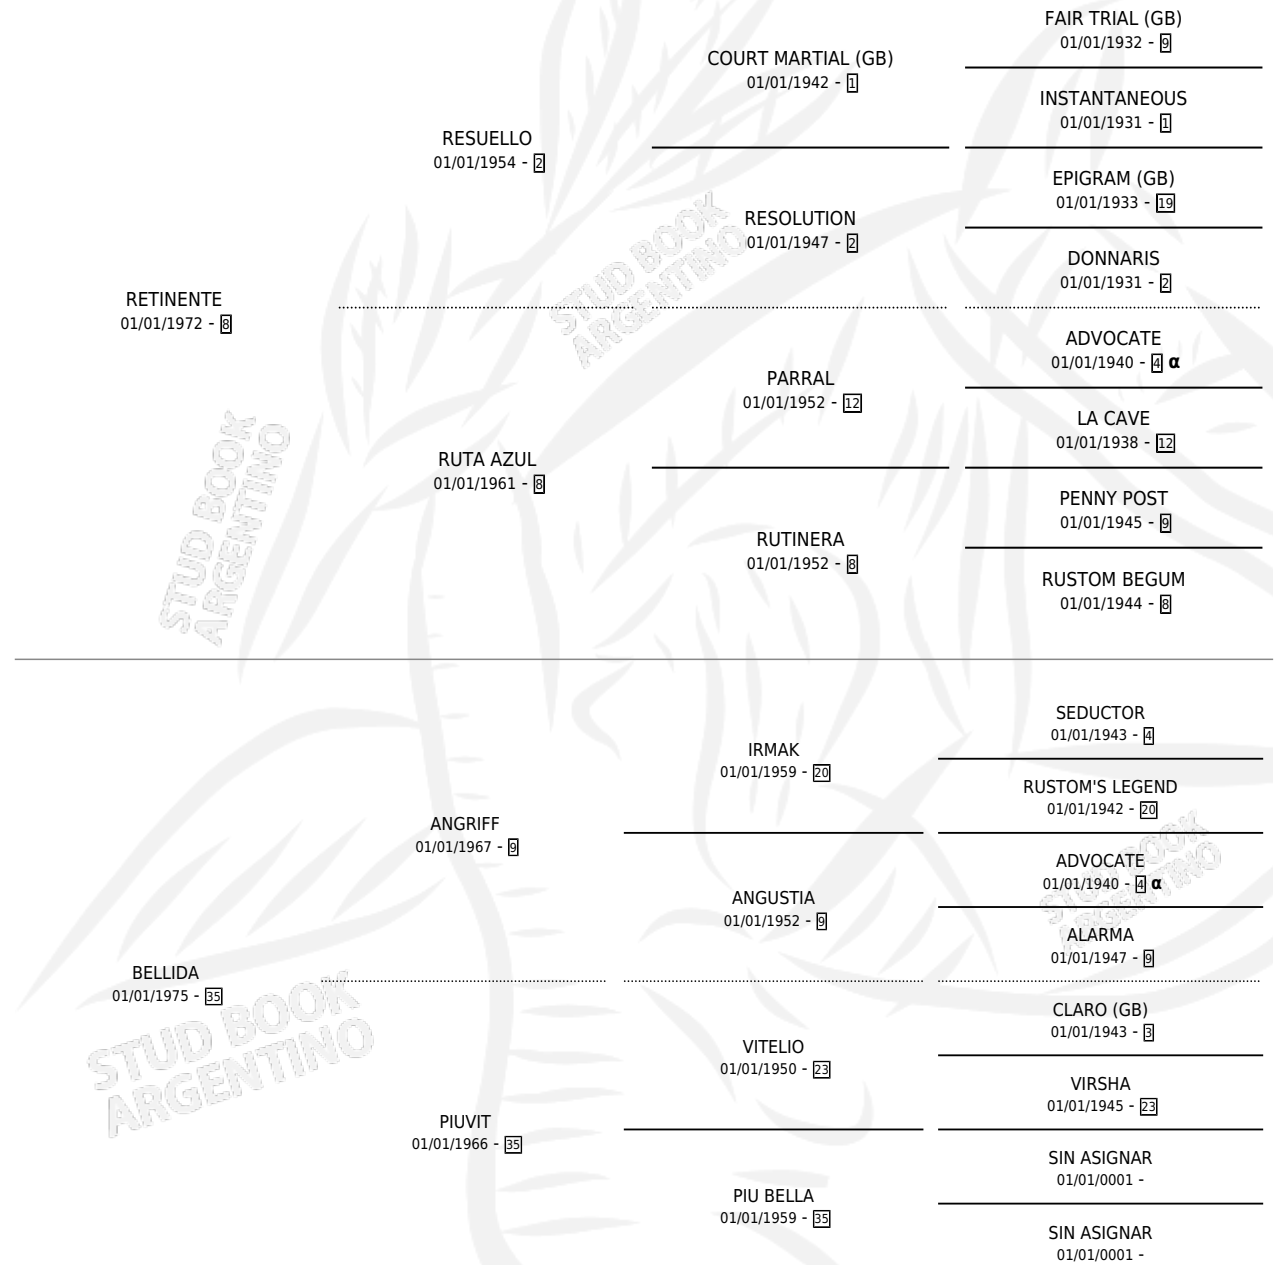 FAIR TRIAL (GB)
01/01/1932 - 9
COURT MARTIAL (GB)
01/01/1942 - 1
INSTANTANEOUS
01/01/1931 - 1
RESUELLO
01/01/1954 - 2
EPIGRAM (GB)
01/01/1933 - 19
RESOLUTION
01/01/1947 - 2
DONNARIS
01/01/1931 - 2
RETINENTE
01/01/1972 - 8
ADVOCATE
01/01/1940 - 4 α
PARRAL
01/01/1952 - 12
LA CAVE
01/01/1938 - 12
RUTA AZUL
01/01/1961 - 8
PENNY POST
01/01/1945 - 9
RUTINERA
01/01/1952 - 8
RUSTOM BEGUM
01/01/1944 - 8
SEDUCTOR
01/01/1943 - 4
IRMAK
01/01/1959 - 20
RUSTOM'S LEGEND
01/01/1942 - 20
ANGRIFF
01/01/1967 - 9
ADVOCATE
01/01/1940 - 4 α
ANGUSTIA
01/01/1952 - 9
ALARMA
01/01/1947 - 9
BELLIDA
01/01/1975 - 35
CLARO (GB)
01/01/1943 - 3
VITELIO
01/01/1950 - 23
VIRSHA
01/01/1945 - 23
PIUVIT
01/01/1966 - 35
SIN ASIGNAR
01/01/0001 -
PIU BELLA
01/01/1959 - 35
SIN ASIGNAR
01/01/0001 -
STUD BOOK
ARGENTINO
STUD BOOK
ARGENTINO
STUD BOOK
ARGENTINO
STUD BOOK
ARGENTINO